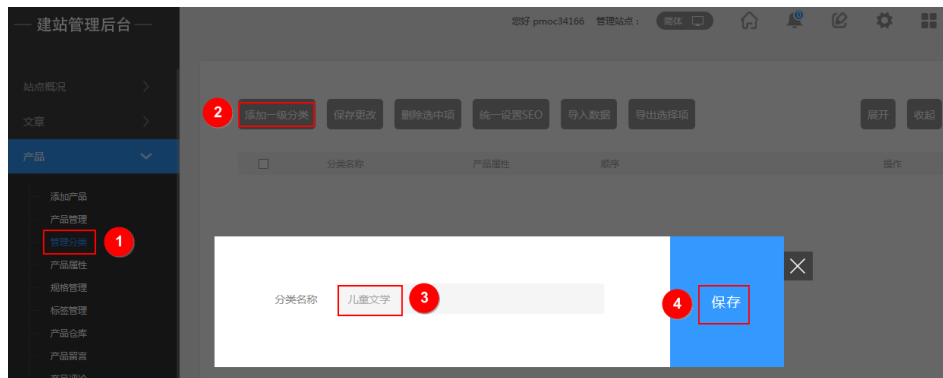 建站管理后台
您好 pmoc34166 管理站点： 简体
0
站点概况
文章
产品
2 添加一级分类 保存更改 删除选中项 统一设置SEO 导入数据 导出选择项 展开 收起
分类名称 产品属性 顺序 操作
添加产品
产品管理
管理分类 1
产品属性
规格管理
标签管理
产品仓库
产品留言
产品评论
分类名称 儿童文学 3 4 保存